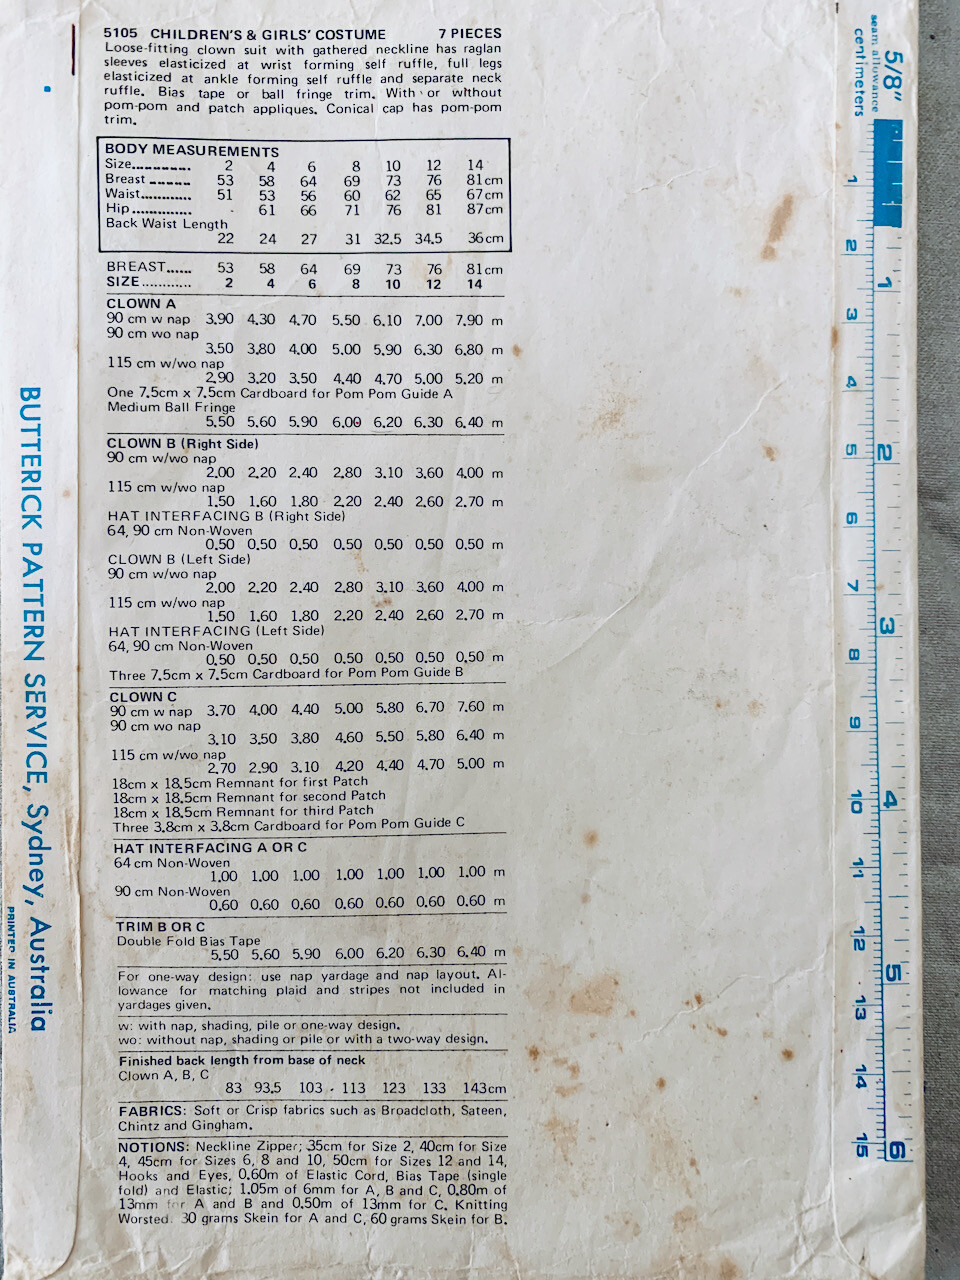 5105 CHILDREN'S & GIRLS' COSTUME 7 PIECES
Loose-fitting clown suit with gathered neckline has raglan
sleeves elasticized at wrist forming self ruffle, full legs
elasticized at ankle forming self ruffle and separate neck
ruffle. Bias tape or ball fringe trim. With or without
pom-pom and patch appliques. Conical cap has pom-pom
trim.
BODY MEASUREMENTS
Size.......... 2 4 6 8 10 12 14
Breast ...... 53 58 64 69 73 76 81cm
Waist............ 51 53 56 60 62 65 67cm
Hip .............. - 61 66 71 76 81 87cm
Back Waist Length
22 24 27 31 32.5 34.5 36cm
BREAST...... 53 58 64 69 73 76 81cm
SIZE............ 2 4 6 8 10 12 14
CLOWN A
90 cm w nap 3.90 4.30 4.70 5.50 6.10 7.00 7.90 m
90 cm wo nap
3.50 3.80 4.00 5.00 5.90 6.30 6.80 m
115 cm w/wo nap
2.90 3.20 3.50 4.40 4.70 5.00 5.20 m
One 7.5cm x 7.5cm Cardboard for Pom Pom Guide A
Medium Ball Fringe
5.50 5.60 5.90 6.00 6.20 6.30 6.40 m
CLOWN B (Right Side)
90 cm w/wo nap
2.00 2.20 2.40 2.80 3.10 3.60 4.00 m
115 cm w/wo nap
1.50 1.60 1.80 2.20 2.40 2.60 2.70 m
HAT INTERFACING B (Right Side)
64, 90 cm Non-Woven
0.50 0.50 0.50 0.50 0.50 0.50 0.50 m
CLOWN B (Left Side)
90 cm w/wo nap
2.00 2.20 2.40 2.80 3.10 3.60 4.00 m
115 cm w/wo nap
1.50 1.60 1.80 2.20 2.40 2.60 2.70 m
HAT INTERFACING (Left Side)
64, 90 cm Non-Woven
0.50 0.50 0.50 0.50 0.50 0.50 0.50 m
Three 7.5cm x 7.5cm Cardboard for Pom Pom Guide B
CLOWN C
90 cm w nap 3.70 4.00 4.40 5.00 5.80 6.70 7.60 m
90 cm wo nap
3.10 3.50 3.80 4.60 5.50 5.80 6.40 m
115 cm w/wo nap
2.70 2.90 3.10 4.20 4.40 4.70 5.00 m
18cm x 18.5cm Remnant for first Patch
18cm x 18.5cm Remnant for second Patch
18cm x 18.5cm Remnant for third Patch
Three 3.8cm x 3.8cm Cardboard for Pom Pom Guide C
HAT INTERFACING A OR C
64 cm Non-Woven
1.00 1.00 1.00 1.00 1.00 1.00 1.00 m
90 cm Non-Woven
0.60 0.60 0.60 0.60 0.60 0.60 0.60 m
TRIM B OR C
Double Fold Bias Tape
5.50 5.60 5.90 6.00 6.20 6.30 6.40 m
For one-way design: use nap yardage and nap layout. Al-
lowance for matching plaid and stripes not included in
yardages given.
w: with nap, shading, pile or one-way design.
wo: without nap, shading or pile or with a two-way design.
Finished back length from base of neck
Clown A, B, C
83 93.5 103 113 123 133 143cm
FABRICS: Soft or Crisp fabrics such as Broadcloth, Sateen,
Chintz and Gingham.
NOTIONS: Neckline Zipper; 35cm for Size 2, 40cm for Size
4, 45cm for Sizes 6, 8 and 10, 50cm for Sizes 12 and 14,
Hooks and Eyes, 0.60m of Elastic Cord, Bias Tape (single
fold) and Elastic; 1.05m of 6mm for A, B and C, 0.80m of
13mm for A and B and 0.50m of 13mm for C. Knitting
Worsted: 30 grams Skein for A and C, 60 grams Skein for B.
BUTTERICK PATTERN SERVICE, Sydney, Australia
PRINTED IN AUSTRALIA
5/8"
seam allowance
centimeters
1 2 3 4 5 6 7 8 9 10 11 12 13 14 15
1 2 3 4 5 6